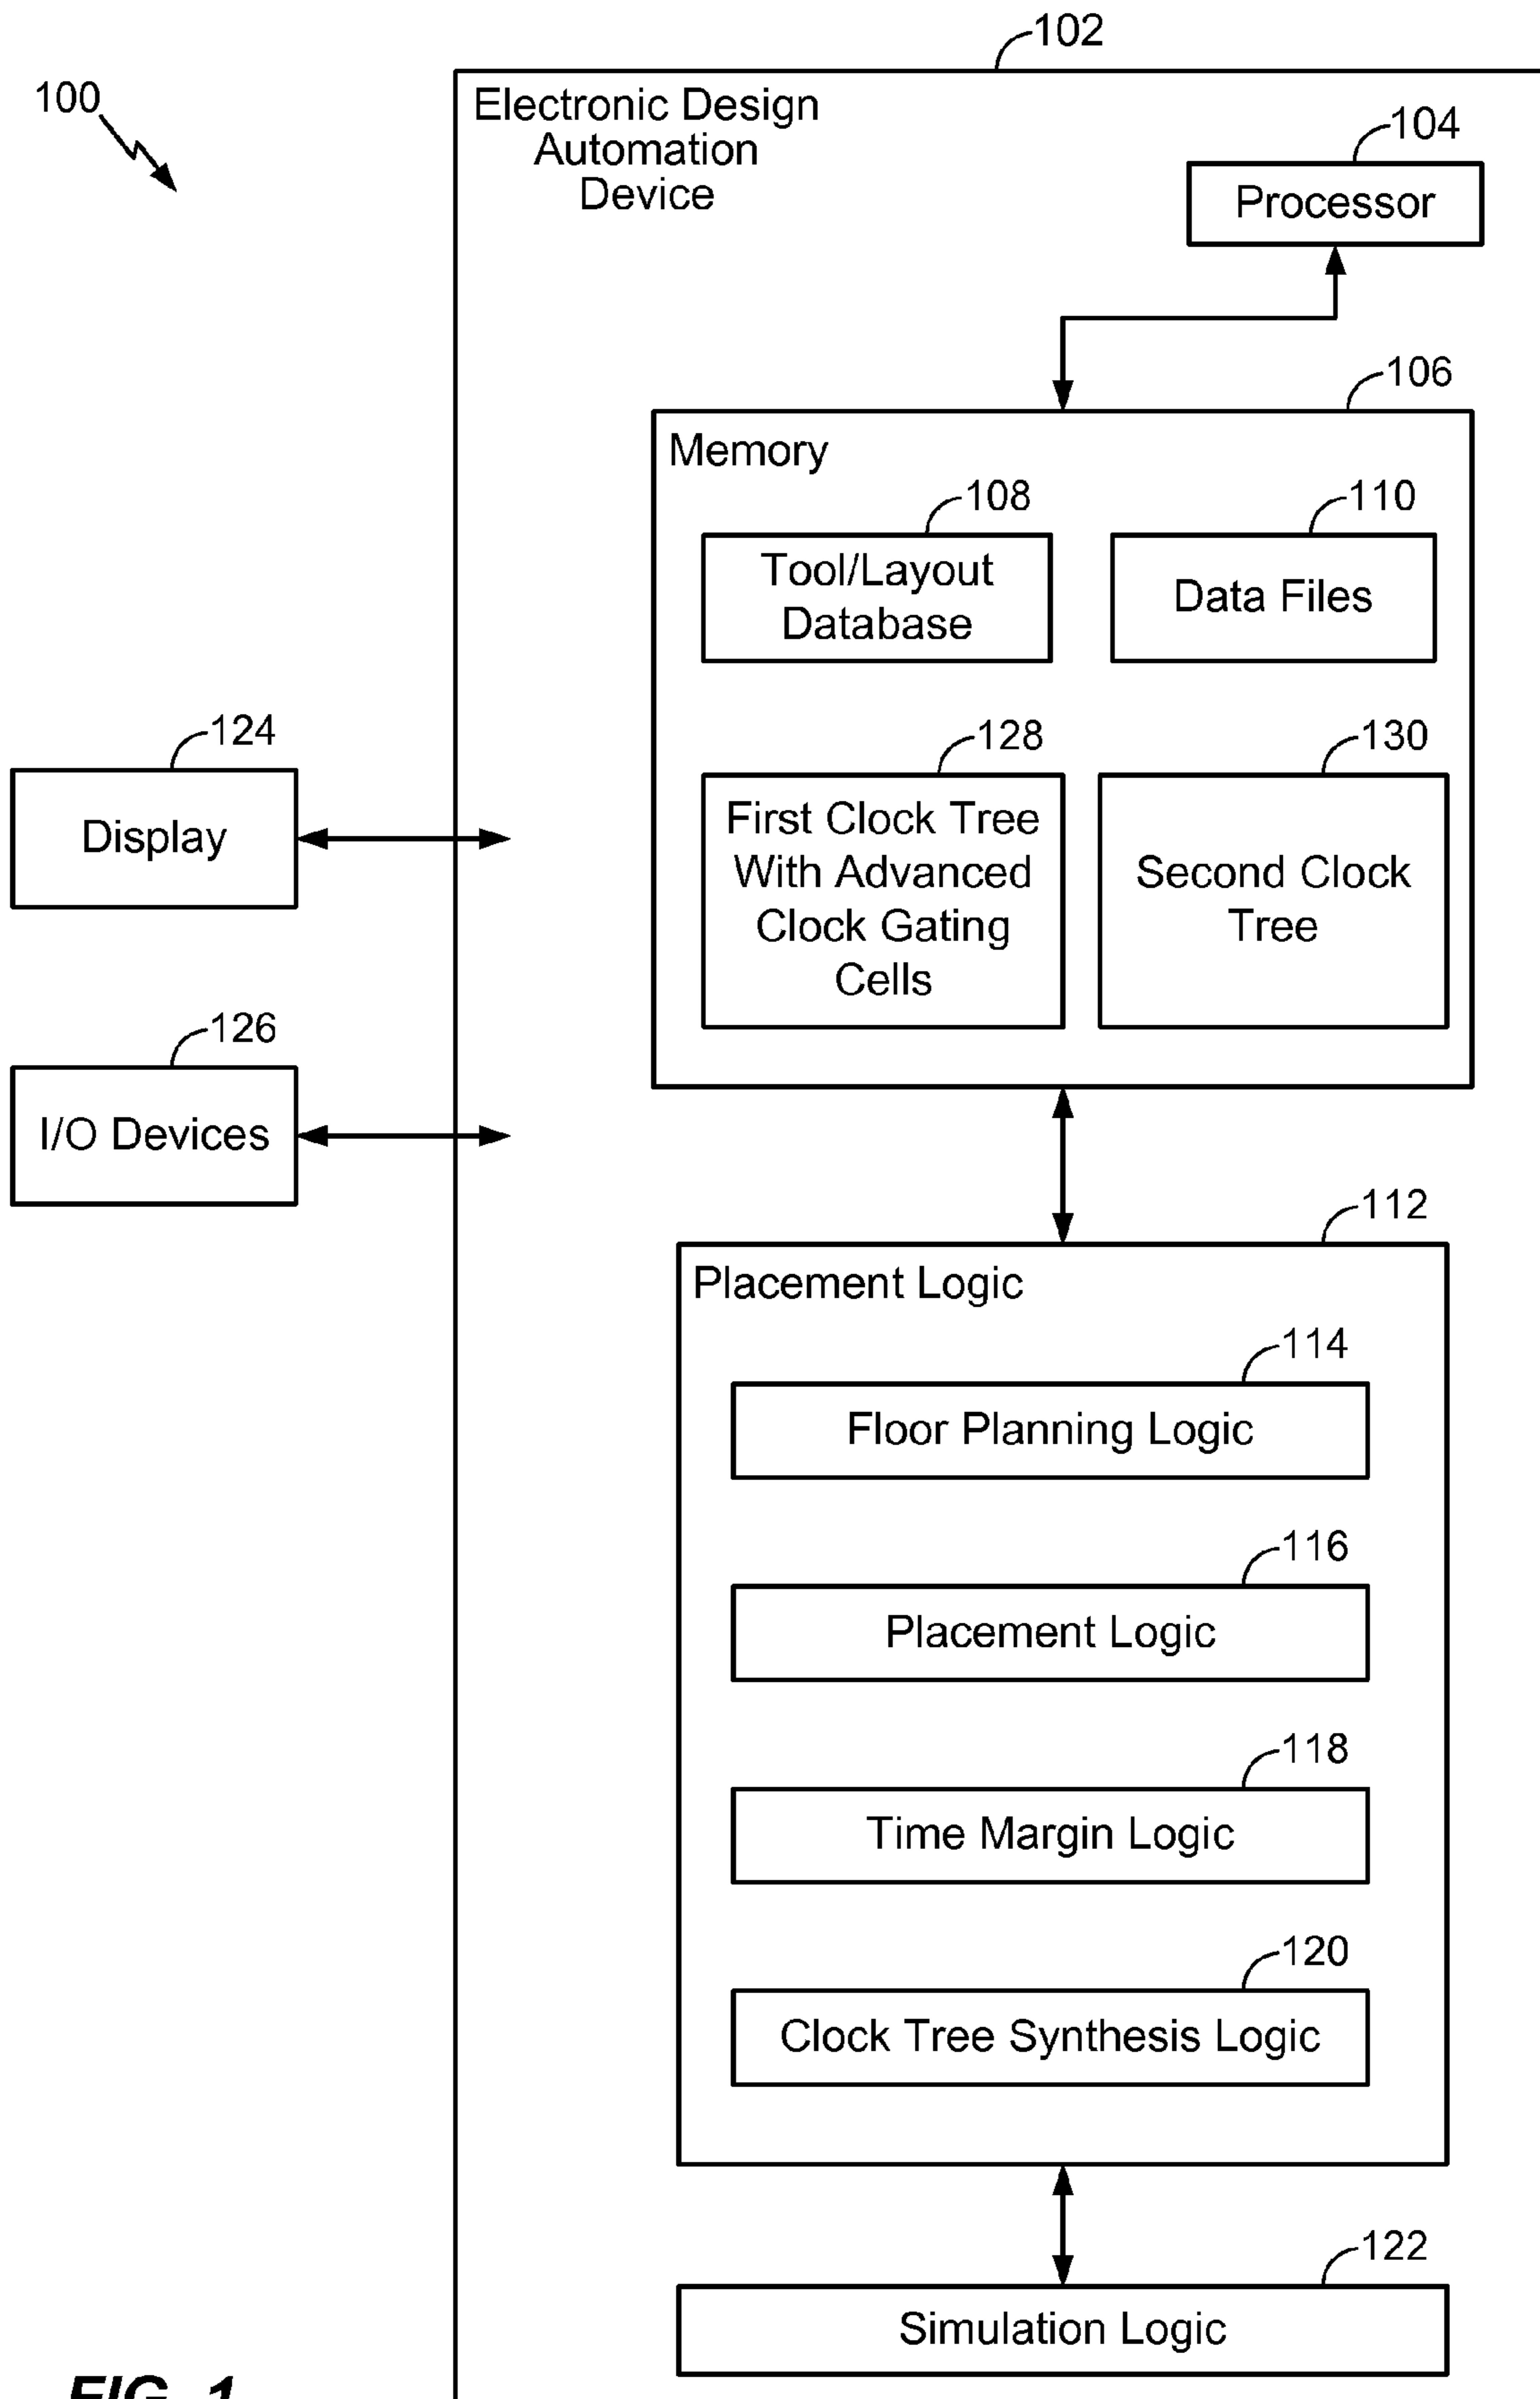 102
100
Electronic Design
Automation
Device
104
Processor
106
Memory
108
110
Tool/Layout
Database
Data Files
128
130
First Clock Tree
With Advanced
Clock Gating
Cells
Second Clock
Tree
124
Display
126
I/O Devices
112
Placement Logic
114
Floor Planning Logic
116
Placement Logic
118
Time Margin Logic
120
Clock Tree Synthesis Logic
122
Simulation Logic
FIG. 1